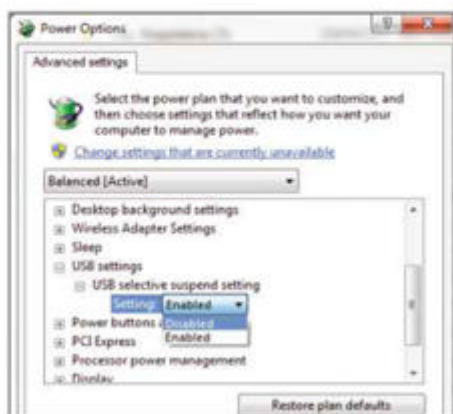 Power Options
Advanced settings
Select the power plan that you want to customize, and
then choose settings that reflect how you want your
computer to manage power.
Change settings that are currently unavailable
Balanced [Active]
Desktop background settings
Wireless Adapter Settings
Sleep
USB settings
USB selective suspend setting
Setting: Enabled
Disabled
Enabled
Power buttons
PCI Express
Processor power management
Display
Restore plan defaults